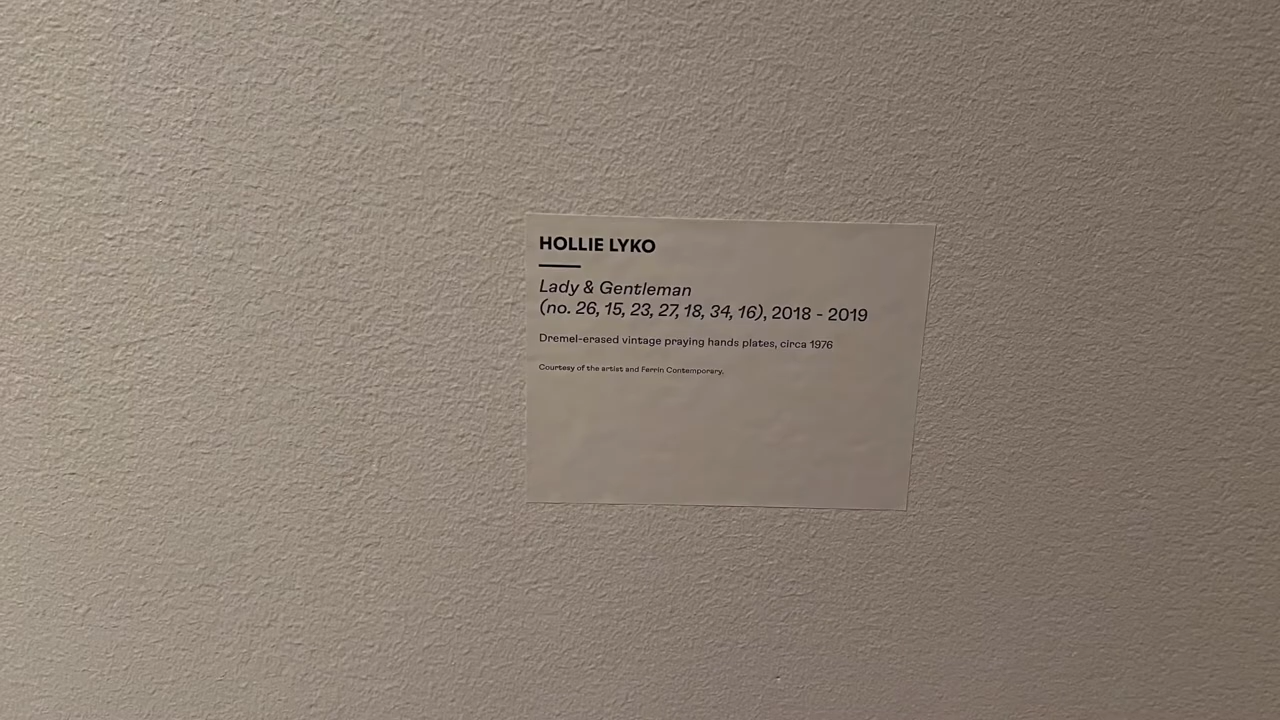 HOLLIE LYKO
Lady & Gentleman
(no. 26, 15, 23, 27, 18, 34, 16), 2018 - 2019
Dremel-erased vintage praying hands plates, circa 1976
Courtesy of the artist and Ferrin Contemporary.